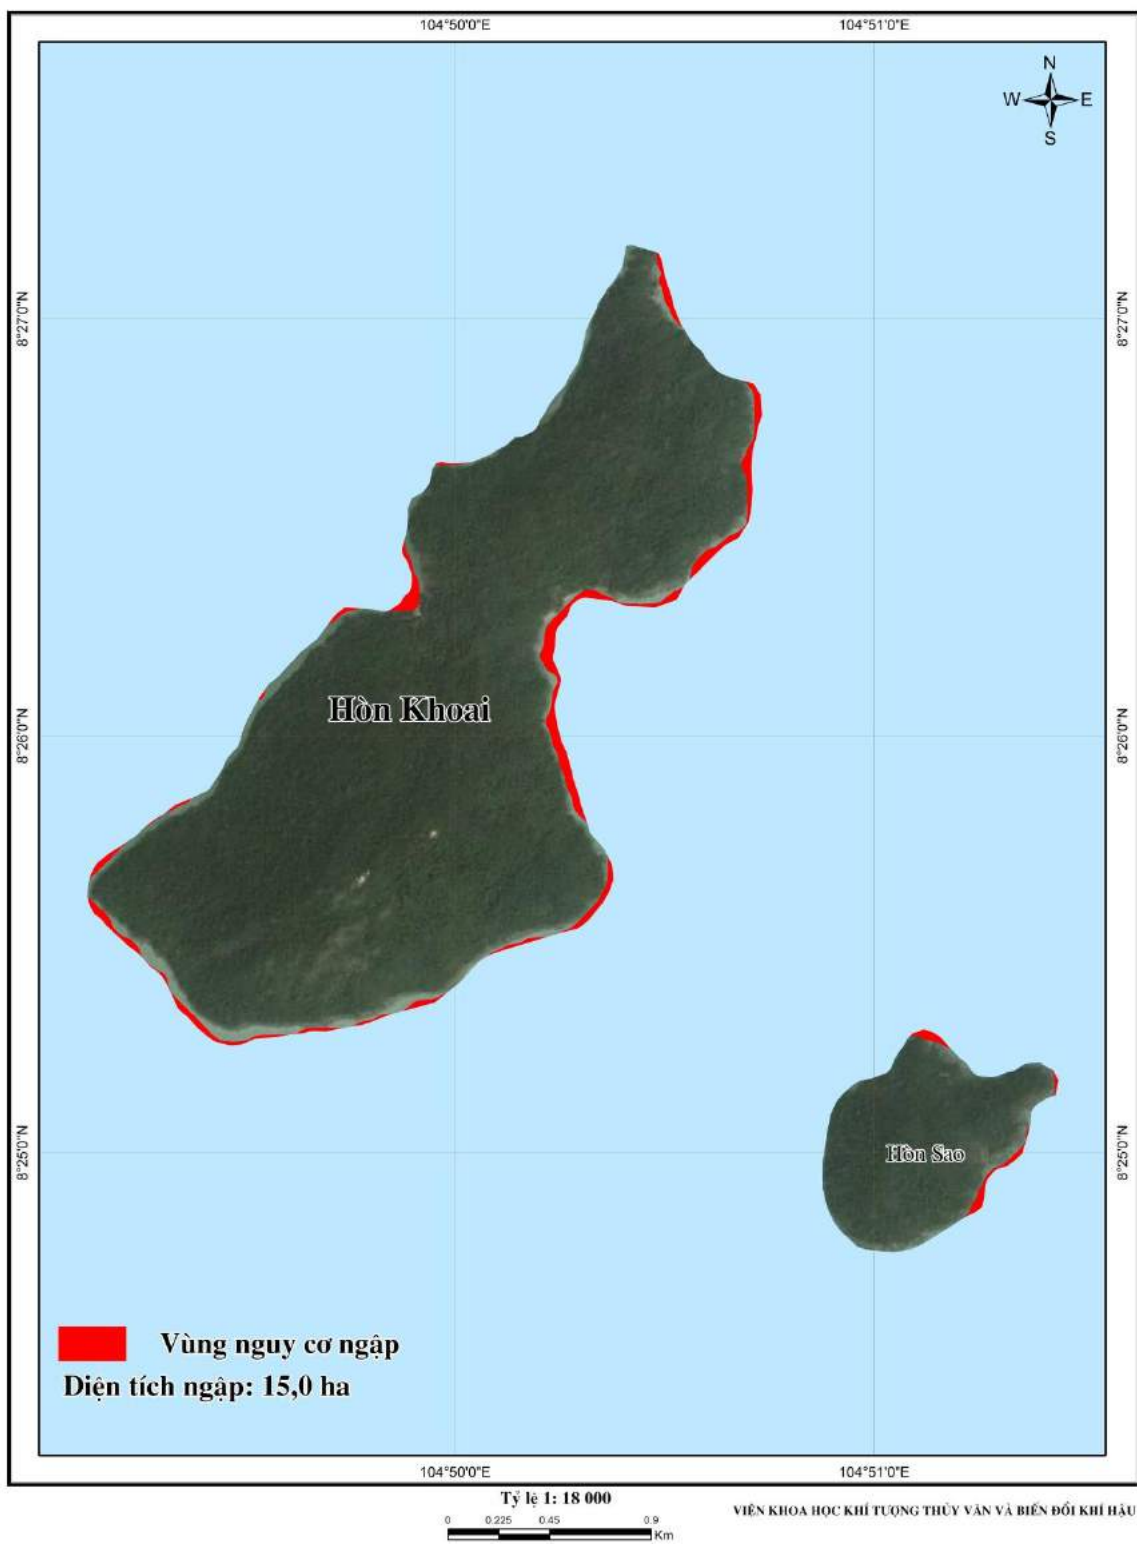 104°50'0"E
104°51'0"E
N
W
E
S
8°27'0"N
8°27'0"N
Hòn Khoai
8°26'0"N
8°26'0"N
8°25'0"N
8°25'0"N
Hòn Sao
Vùng nguy cơ ngập
Diện tích ngập: 15,0 ha
104°50'0"E
104°51'0"E
Tỷ lệ 1: 18 000
VIỆN KHOA HỌC KHÍ TƯỢNG THỦY VĂN VÀ BIẾN ĐỔI KHÍ HẬU
0 0.225 0.45 0.9
Km